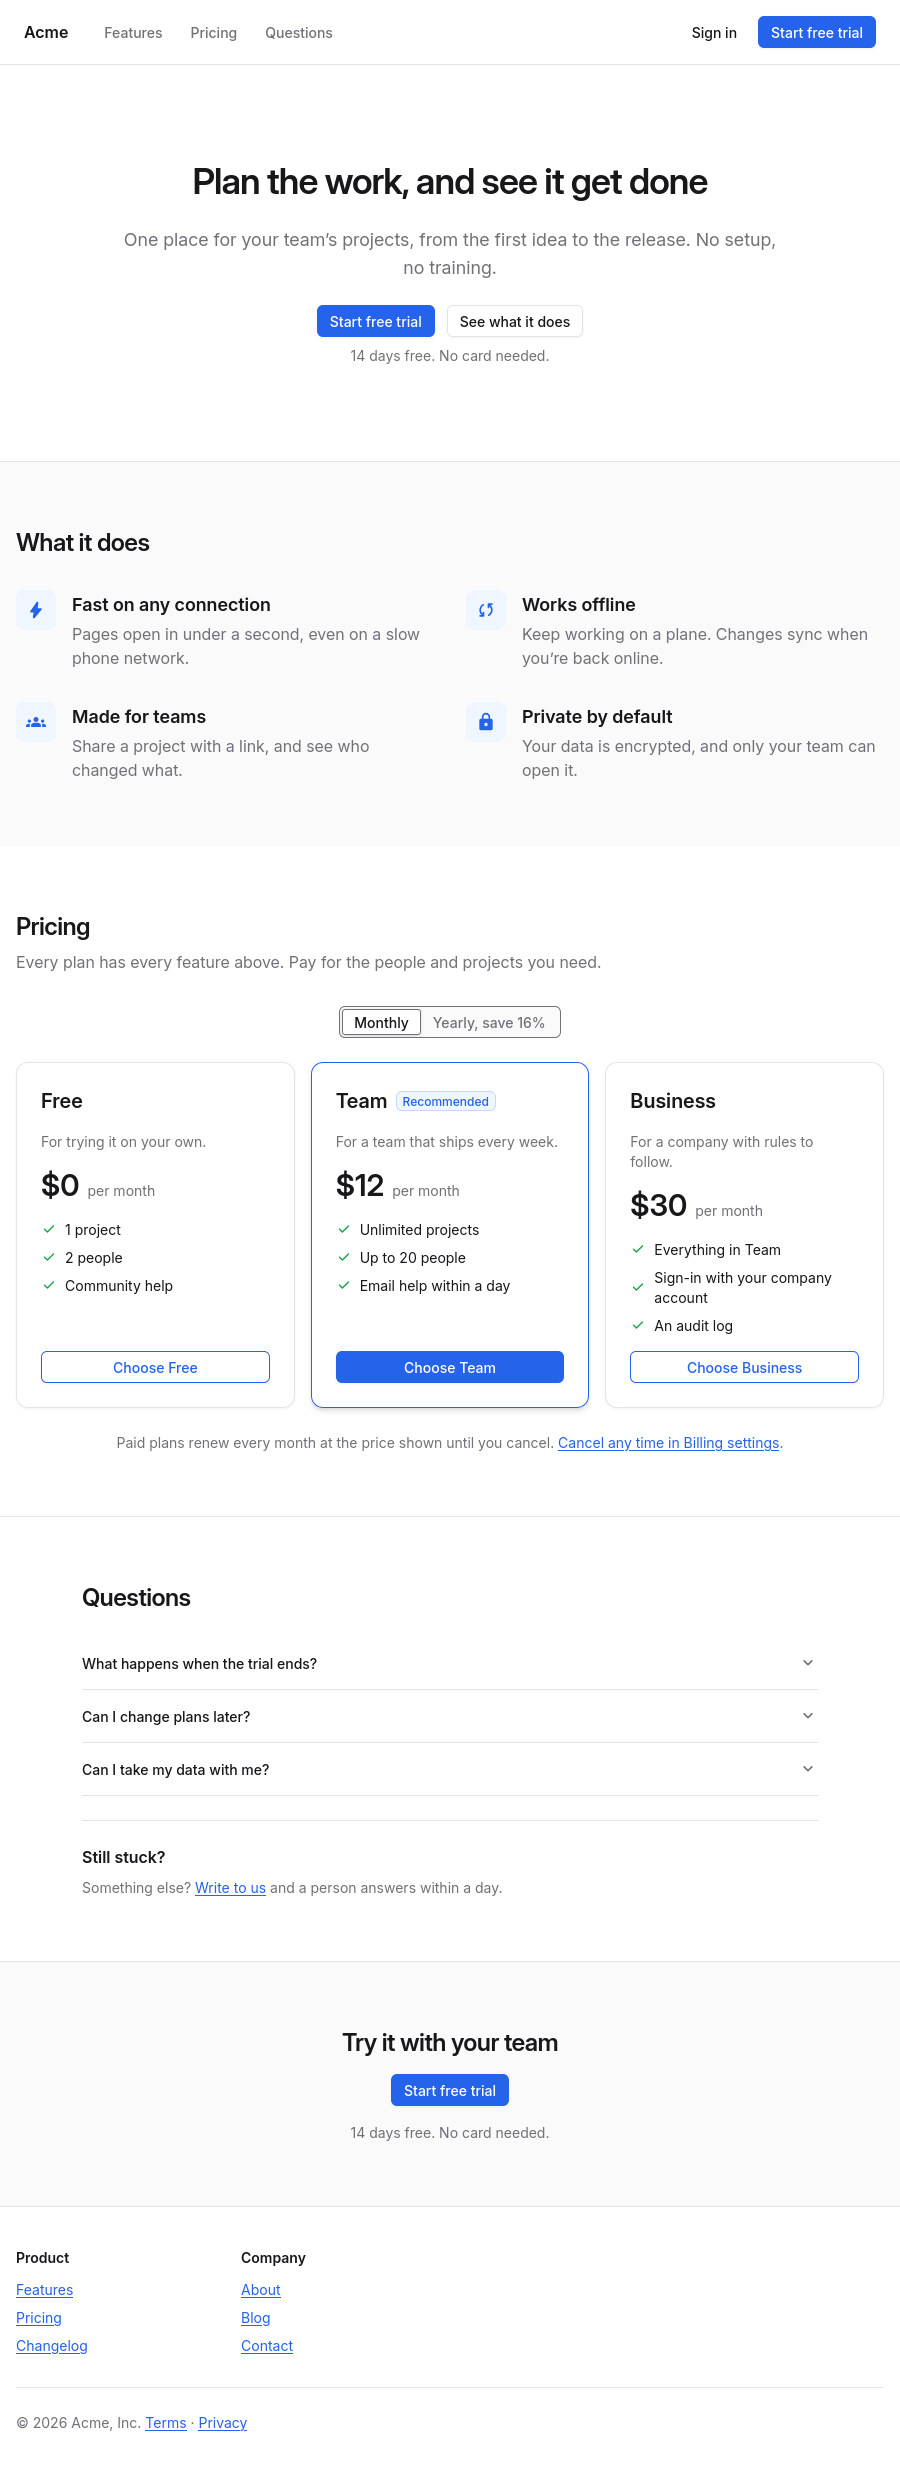 Acme Features Pricing Questions Sign in Start free trial
Plan the work, and see it get done
One place for your team’s projects, from the first idea to the release. No setup,
no training.
Start free trial See what it does
14 days free. No card needed.
What it does
Fast on any connection
Pages open in under a second, even on a slow
phone network.
Works offline
Keep working on a plane. Changes sync when
you’re back online.
Made for teams
Share a project with a link, and see who
changed what.
Private by default
Your data is encrypted, and only your team can
open it.
Pricing
Every plan has every feature above. Pay for the people and projects you need.
Monthly Yearly, save 16%
Free
For trying it on your own.
$0 per month
1 project
2 people
Community help
Choose Free
Team Recommended
For a team that ships every week.
$12 per month
Unlimited projects
Up to 20 people
Email help within a day
Choose Team
Business
For a company with rules to
follow.
$30 per month
Everything in Team
Sign-in with your company
account
An audit log
Choose Business
Paid plans renew every month at the price shown until you cancel. Cancel any time in Billing settings.
Questions
What happens when the trial ends?
Can I change plans later?
Can I take my data with me?
Still stuck?
Something else? Write to us and a person answers within a day.
Try it with your team
Start free trial
14 days free. No card needed.
Product
Features
Pricing
Changelog
Company
About
Blog
Contact
© 2026 Acme, Inc. Terms · Privacy